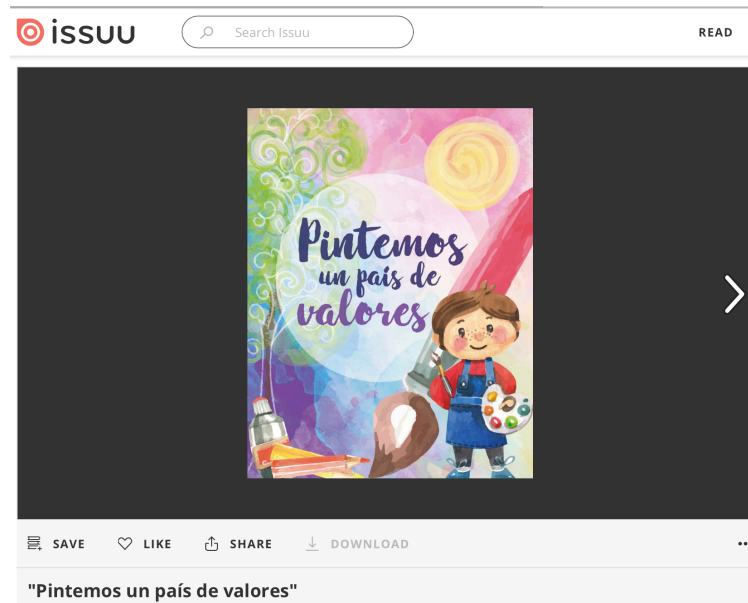 issuu
Search Issuu
READ
Pintemos
un país de
valores
SAVE
LIKE
SHARE
DOWNLOAD
"Pintemos un país de valores"